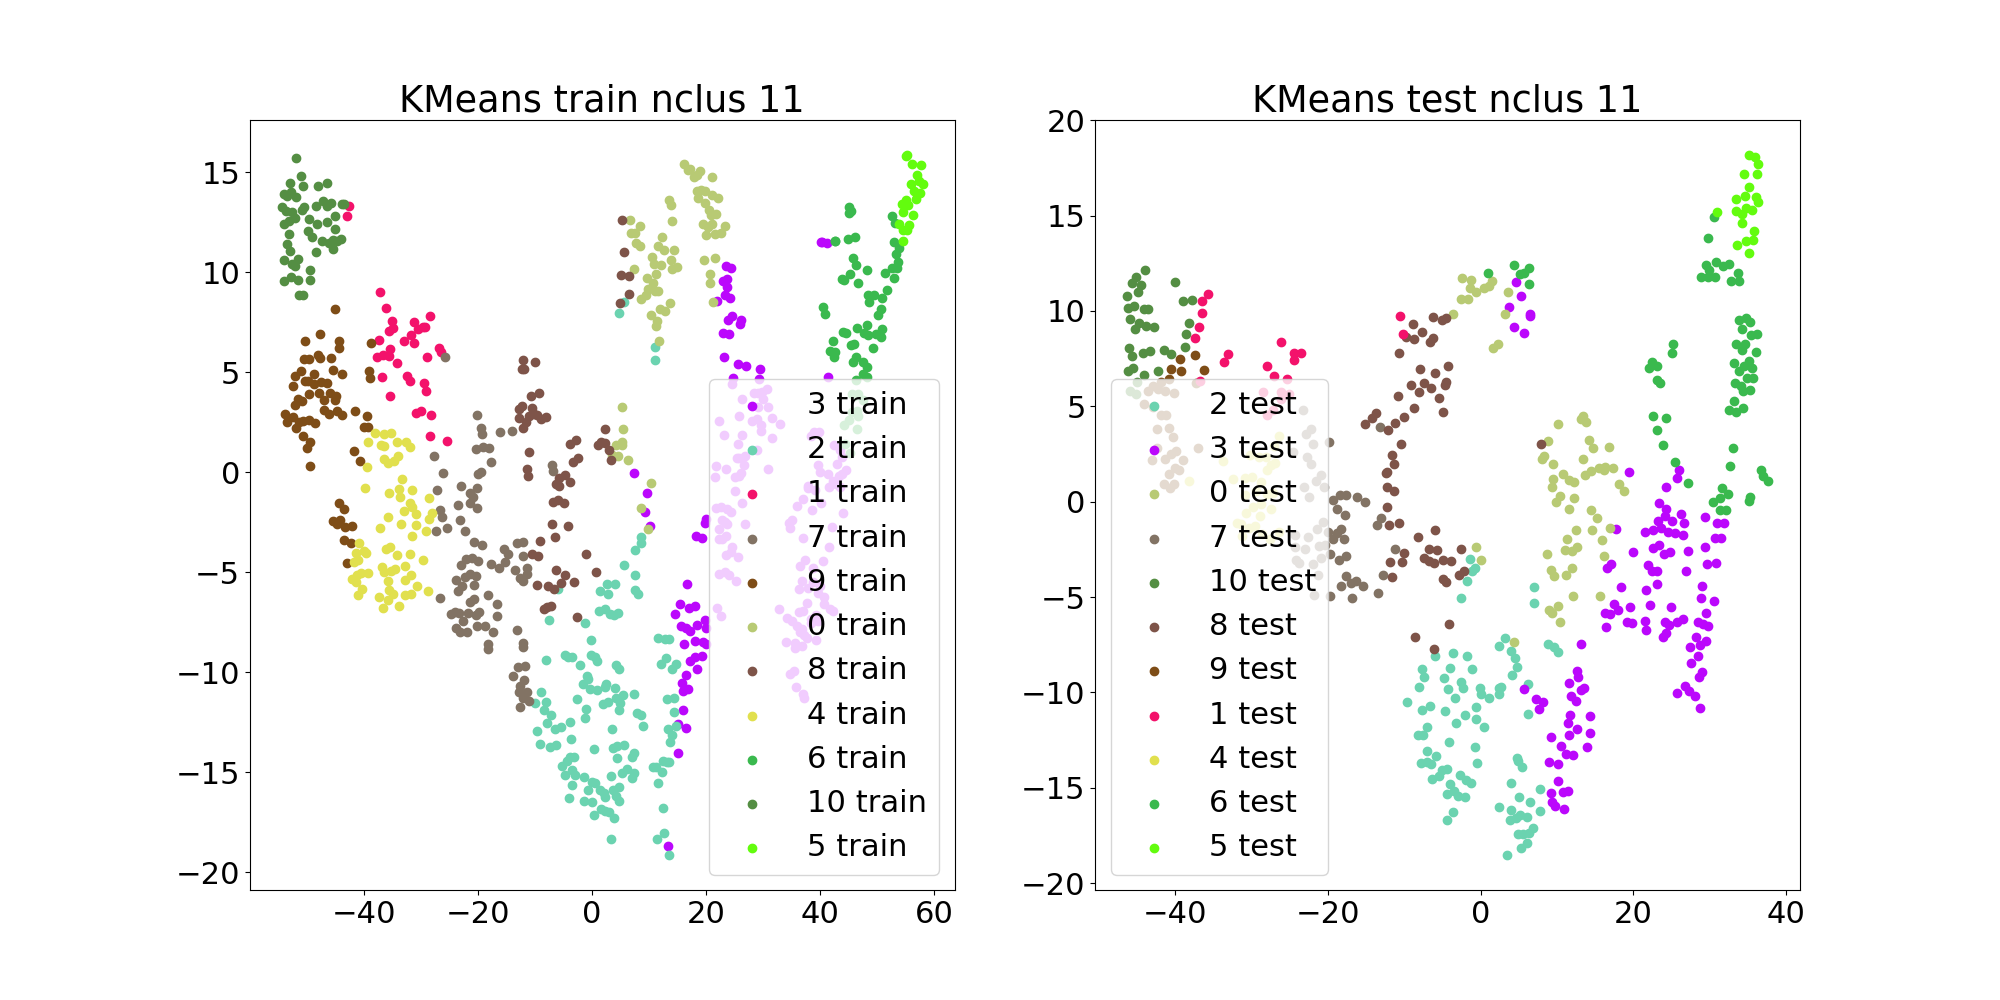 KMeans train nclus 11
15
10
5
0
−5
−10
−15
−20
−40
−20
0
20
40
60
3 train
2 train
1 train
7 train
9 train
0 train
8 train
4 train
6 train
10 train
5 train
KMeans test nclus 11
20
15
10
5
0
−5
−10
−15
−20
−40
−20
0
20
40
2 test
3 test
0 test
7 test
10 test
8 test
9 test
1 test
4 test
6 test
5 test